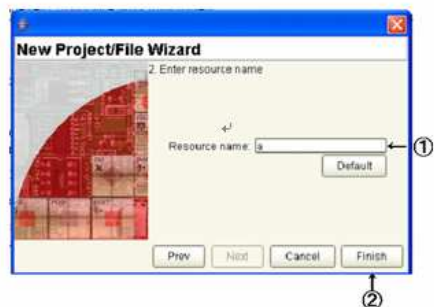 New Project/File Wizard
2. Enter resource name
Resource name: a
①
Default
Prev Next Cancel Finish
②